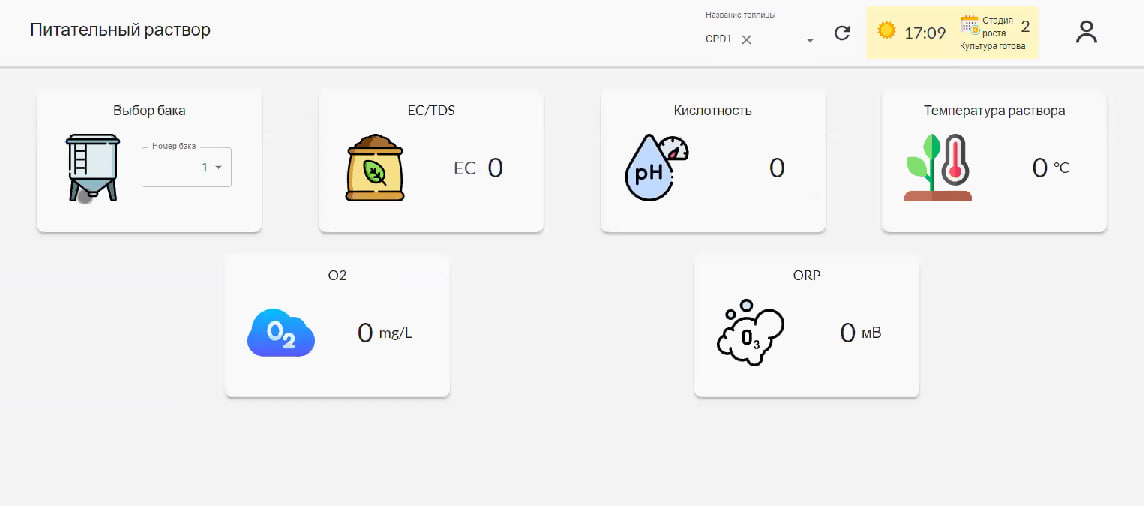 Питательный раствор
Название теплицы
CPD1
17:09
Стадия роста 2
Культура готова
Выбор бака
Номер бака
1
EC/TDS
EC 0
Кислотность
pH
0
Температура раствора
0 °C
O2
O2
0 mg/L
ORP
O3
0 мВ